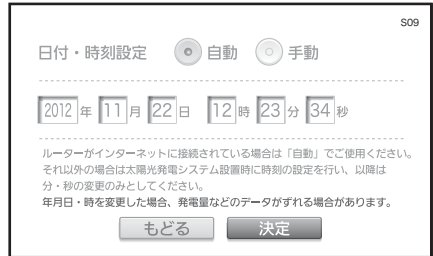 S09
日付・時刻設定 自動 手動
2012 年 11 月 22 日 12 時 23 分 34 秒
ルーターがインターネットに接続されている場合は「自動」でご使用ください。
それ以外の場合は太陽光発電システム設置時に時刻の設定を行い、以降は
分・秒の変更のみとしてください。
年月日・時を変更した場合、発電量などのデータがずれる場合があります。
もどる 決定